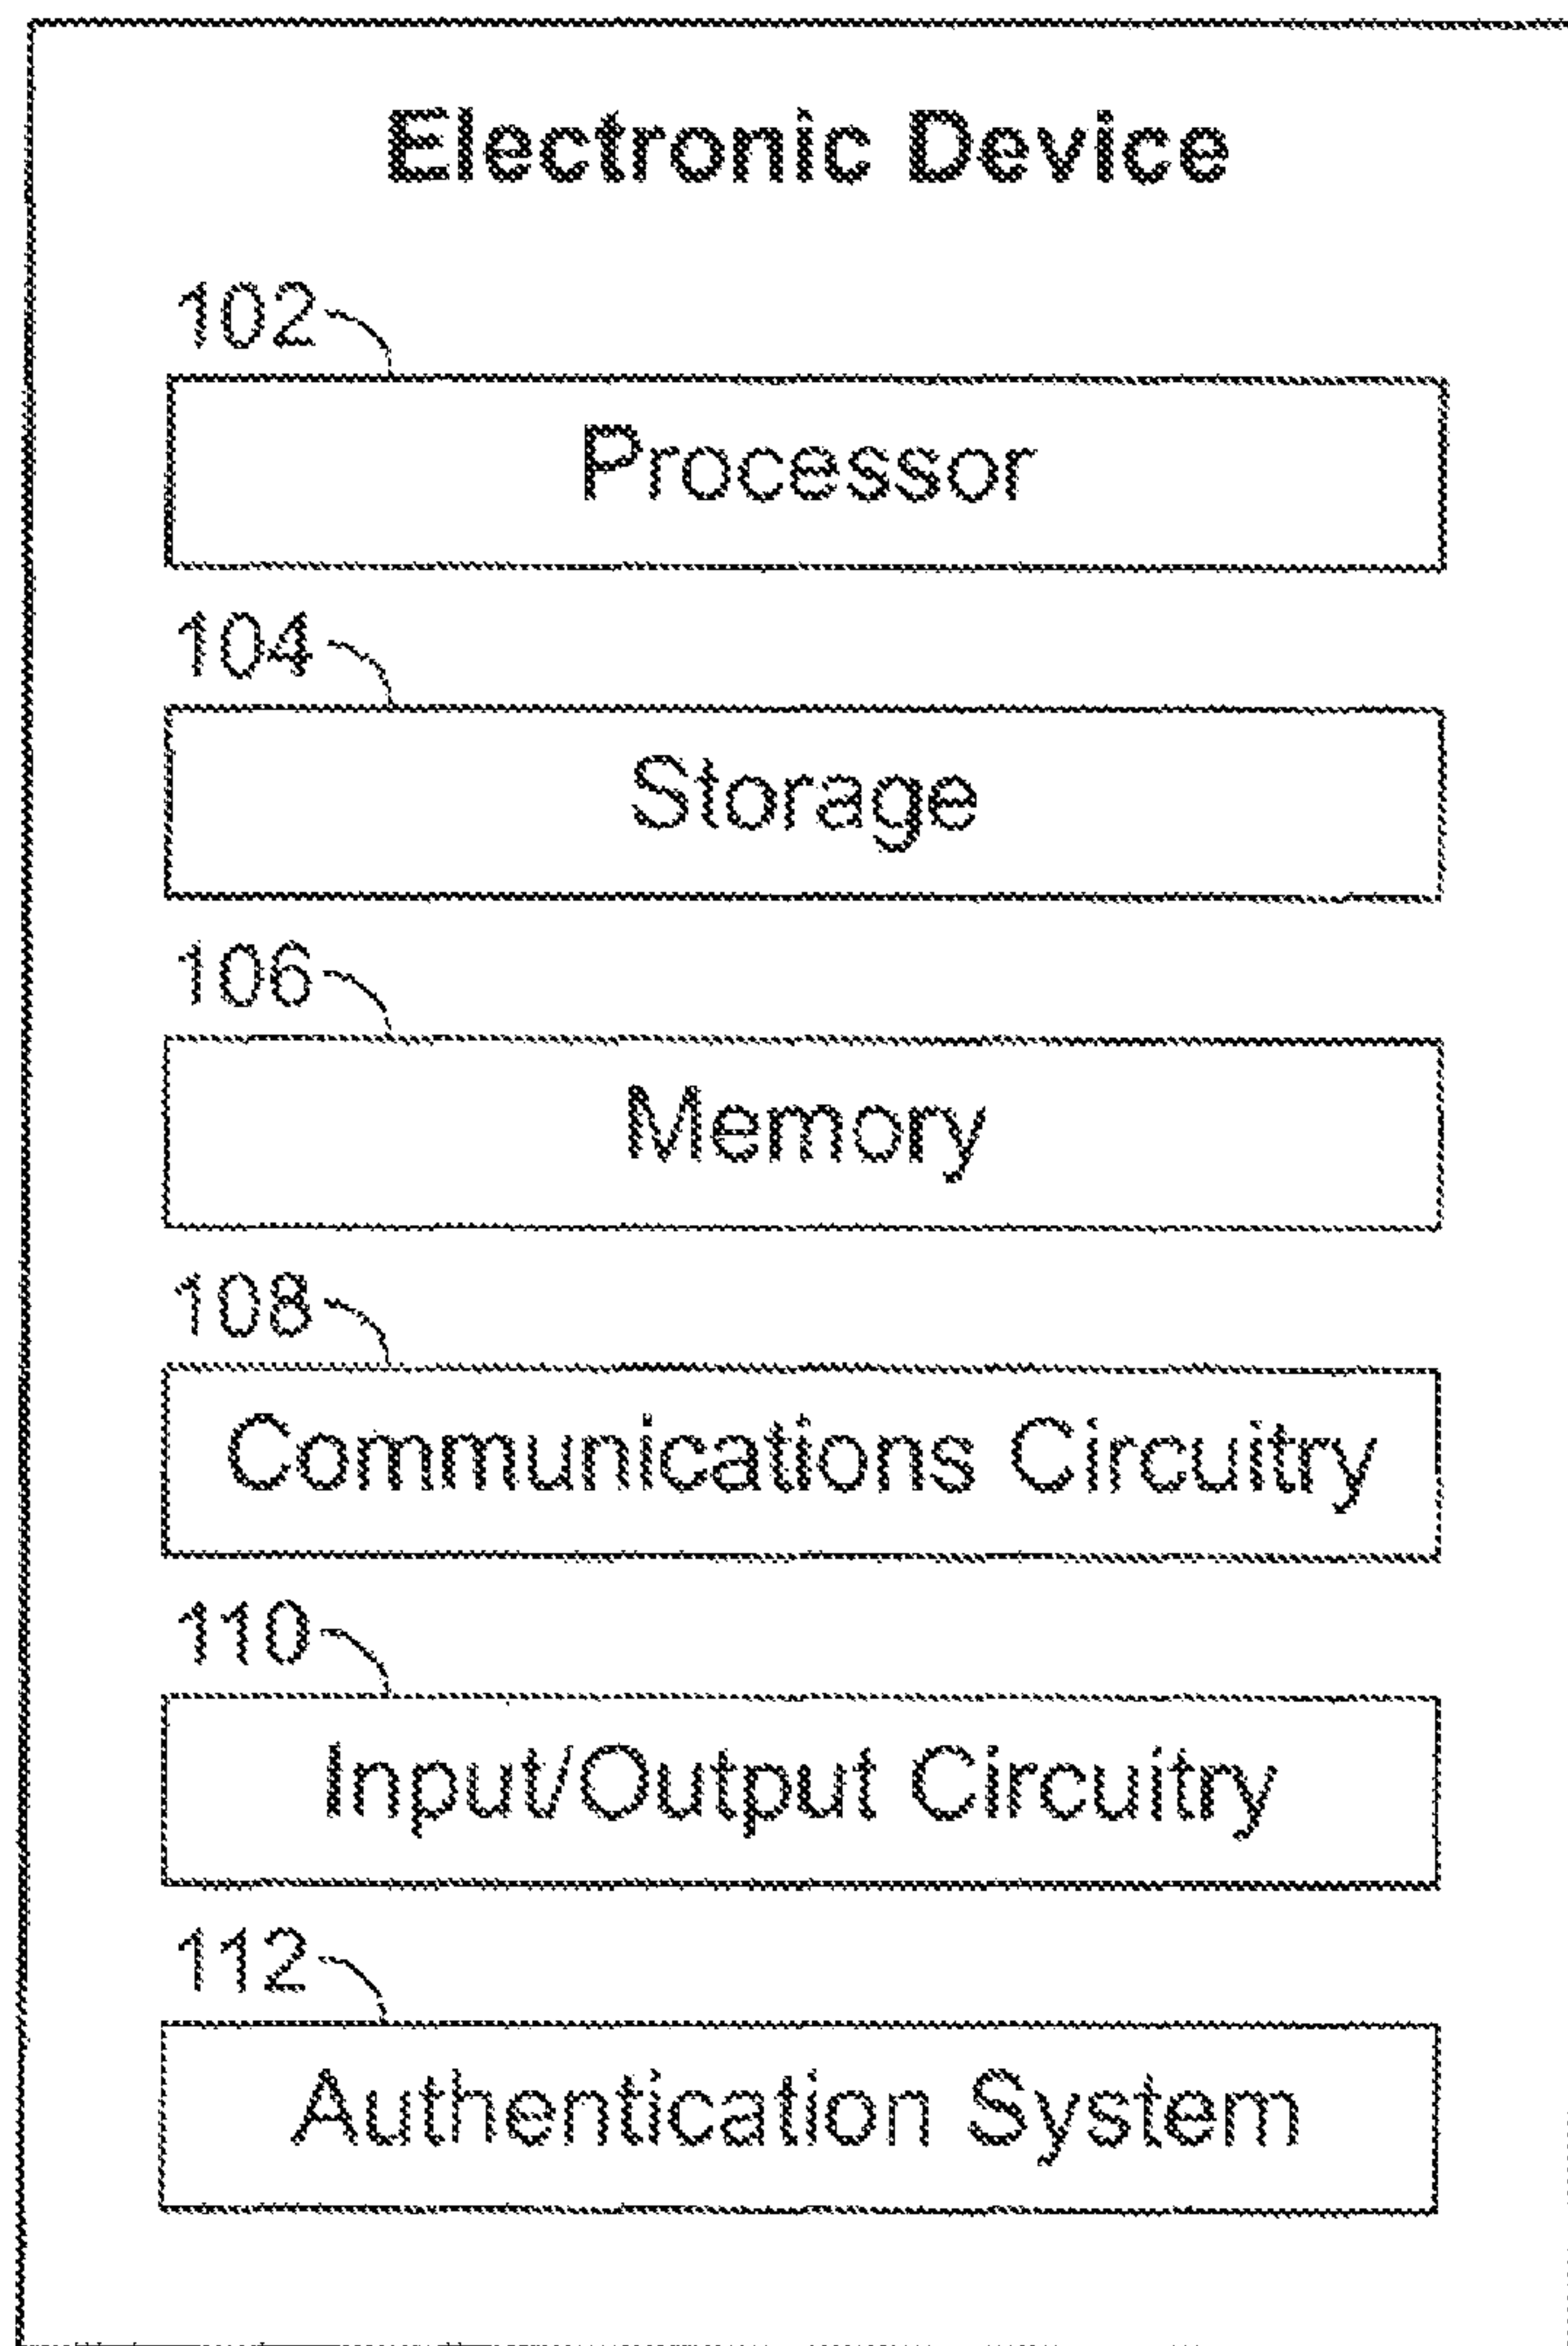 Electronic Device
102
Processor
104
Storage
106
Memory
108
Communications Circuitry
110
Input/Output Circuitry
112
Authentication System